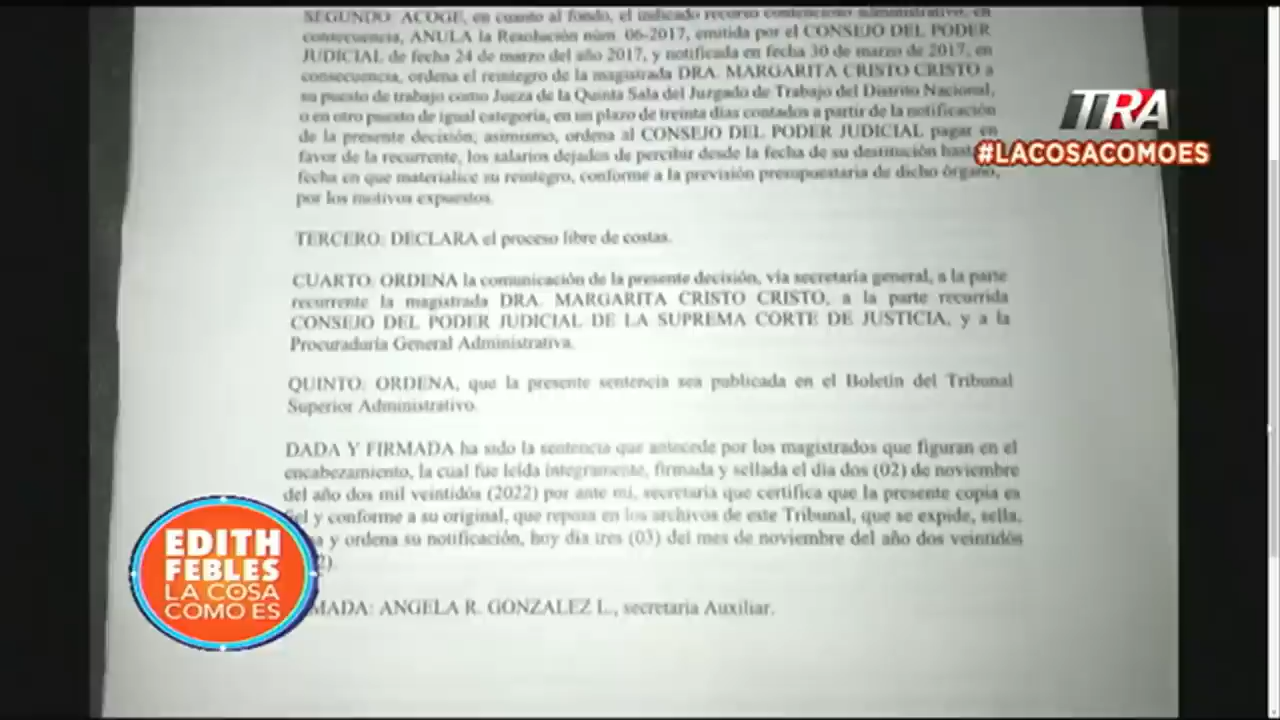 SEGUNDO: ACOGE, en cuanto al fondo, el indicado recurso contencioso administrativo, en
consecuencia, ANULA la Resolución núm. 06-2017, emitida por el CONSEJO DEL PODER
JUDICIAL de fecha 24 de marzo del año 2017, y notificada en fecha 30 de marzo de 2017, en
consecuencia, ordena el reintegro de la magistrada DRA. MARGARITA CRISTO CRISTO a
su puesto de trabajo como Jueza de la Quinta Sala del Juzgado de Trabajo del Distrito Nacional,
o en otro puesto de igual categoría, en un plazo de treinta días contados a partir de la notificación
de la presente decisión; asimismo, ordena al CONSEJO DEL PODER JUDICIAL pagar en
favor de la recurrente, los salarios dejados de percibir desde la fecha de su destitución hasta
fecha en que materialice su reintegro, conforme a la previsión presupuestaria de dicho órgano,
por los motivos expuestos.
TERCERO: DECLARA el proceso libre de costas.
CUARTO: ORDENA la comunicación de la presente decisión, vía secretaría general, a la parte
recurrente la magistrada DRA. MARGARITA CRISTO CRISTO, a la parte recurrida
CONSEJO DEL PODER JUDICIAL DE LA SUPREMA CORTE DE JUSTICIA, y a la
Procuraduría General Administrativa.
QUINTO: ORDENA, que la presente sentencia sea publicada en el Boletín del Tribunal
Superior Administrativo.
DADA Y FIRMADA ha sido la sentencia que antecede por los magistrados que figuran en el
encabezamiento, la cual fue leída íntegramente, firmada y sellada el día dos (02) de noviembre
del año dos mil veintidós (2022) por ante mí, secretaria que certifica que la presente copia es
fiel y conforme a su original, que reposa en los archivos de este Tribunal, que se expide, sella,
y ordena su notificación, hoy día tres (03) del mes de noviembre del año dos veintidós
MADA: ANGELA R. GONZALEZ L., secretaria Auxiliar.
TRA
#LACOSACOMOES
EDITH
FEBLES
LA COSA
COMO ES